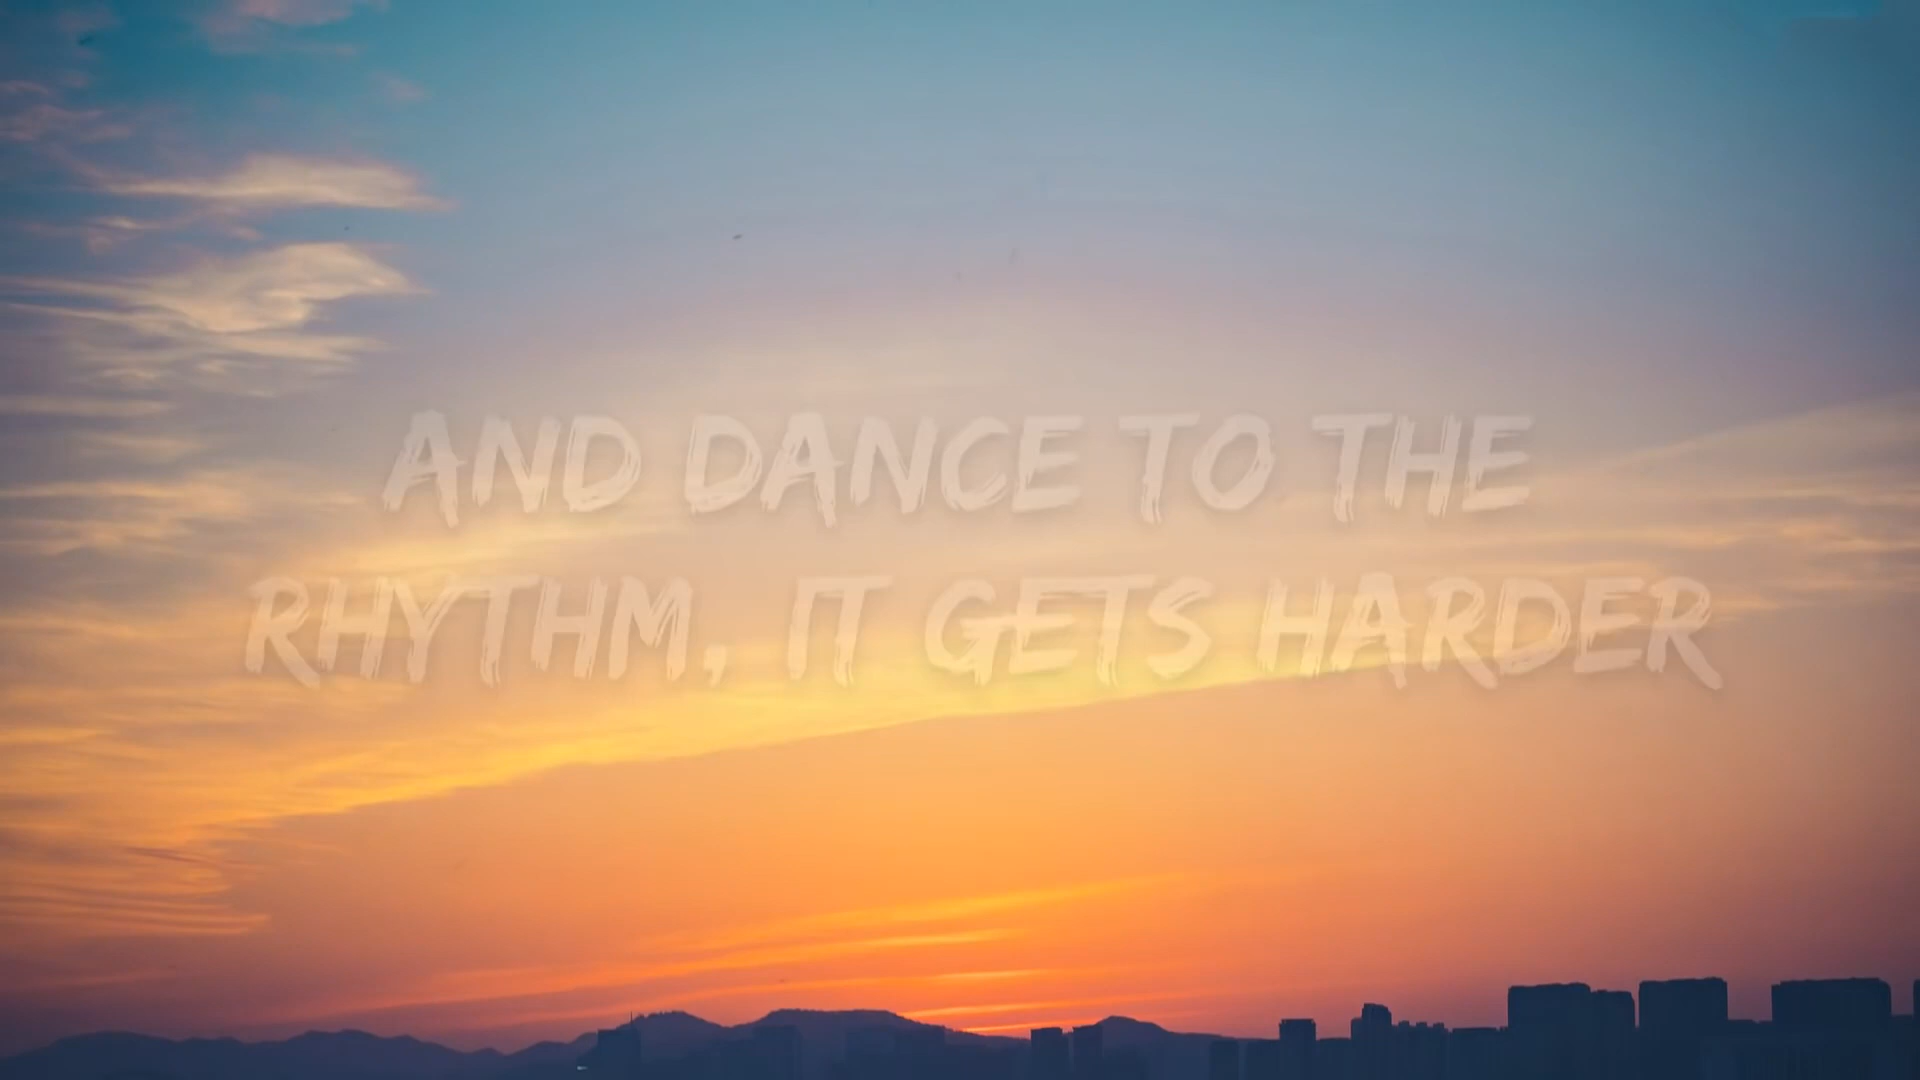 AND DANCE TO THE
RHYTHM, IT GETS HARDER